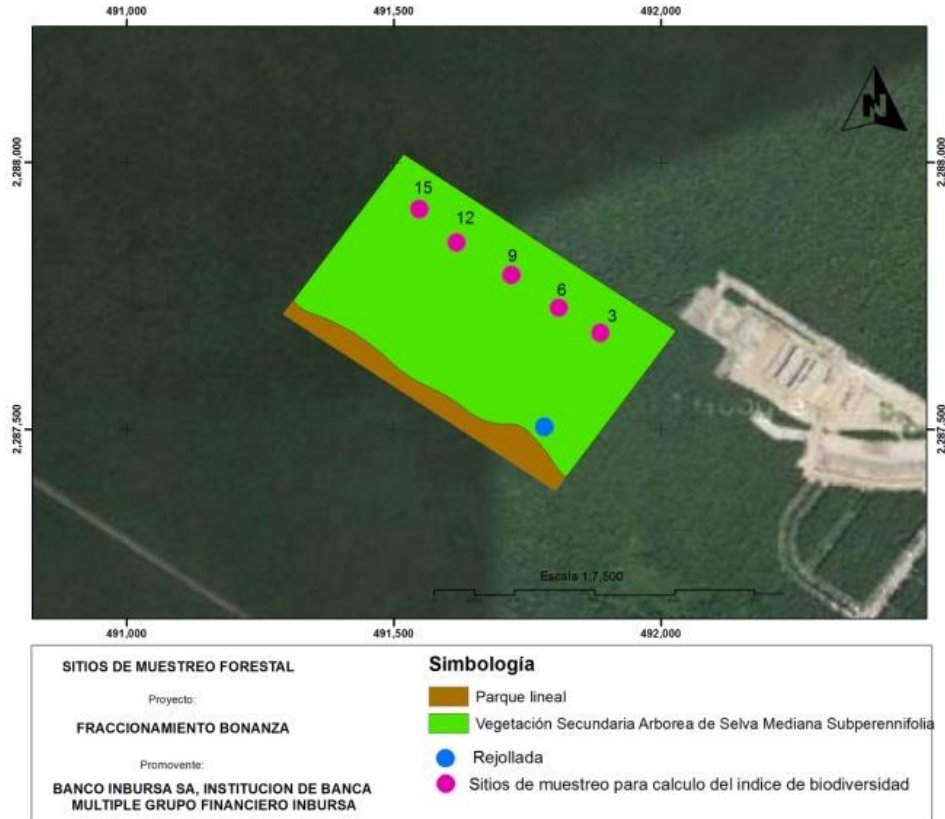 491,000 491,500 492,000
N
2,288,000 2,288,000
15
12
9
6
3
2,287,500 2,287,500
Escala 1:7,500
491,000 491,500 492,000
SITIOS DE MUESTREO FORESTAL
Proyecto:
FRACCIONAMIENTO BONANZA
Promovente:
BANCO INBURSA SA, INSTITUCION DE BANCA
MULTIPLE GRUPO FINANCIERO INBURSA
Simbología
Parque lineal
Vegetación Secundaria Arborea de Selva Mediana Subperennifolia
Rejollada
Sitios de muestreo para calculo del indice de biodiversidad